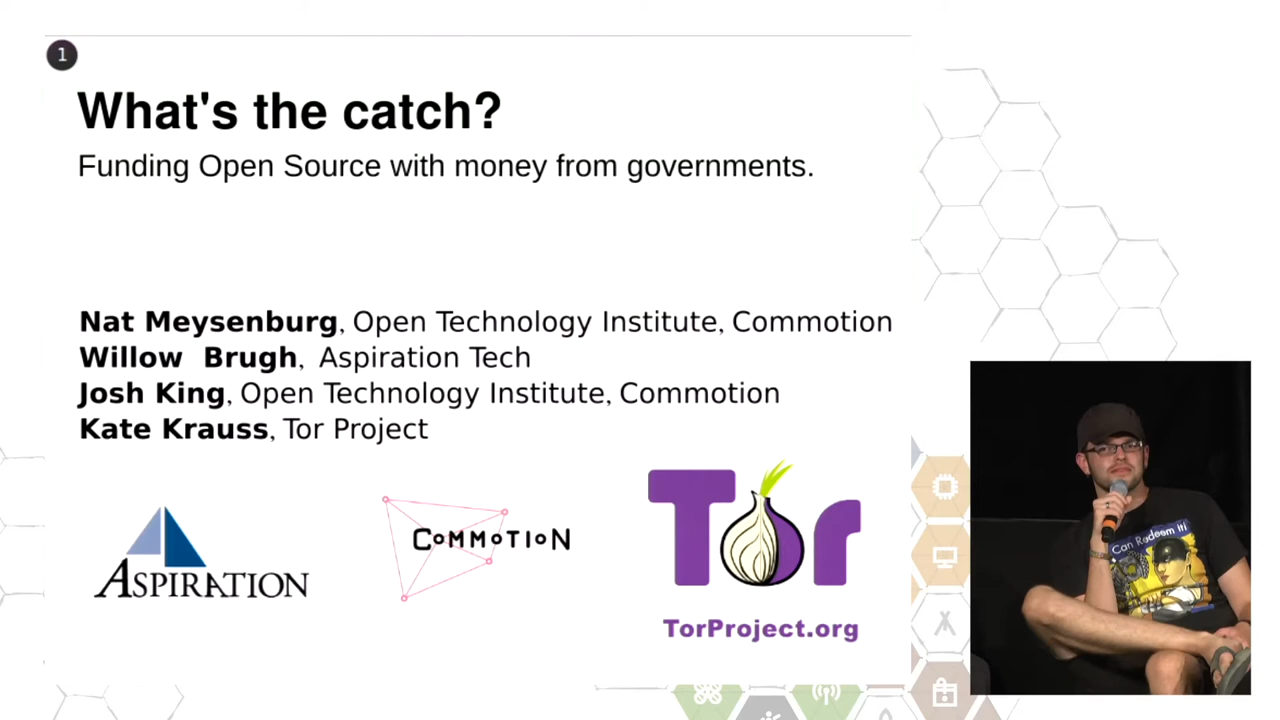 1
What's the catch?
Funding Open Source with money from governments.
Nat Meysenburg, Open Technology Institute, Commotion
Willow Brugh, Aspiration Tech
Josh King, Open Technology Institute, Commotion
Kate Krauss, Tor Project
ASPIRATION
COMMOTION
Tor
TorProject.org
Can Redeem it!